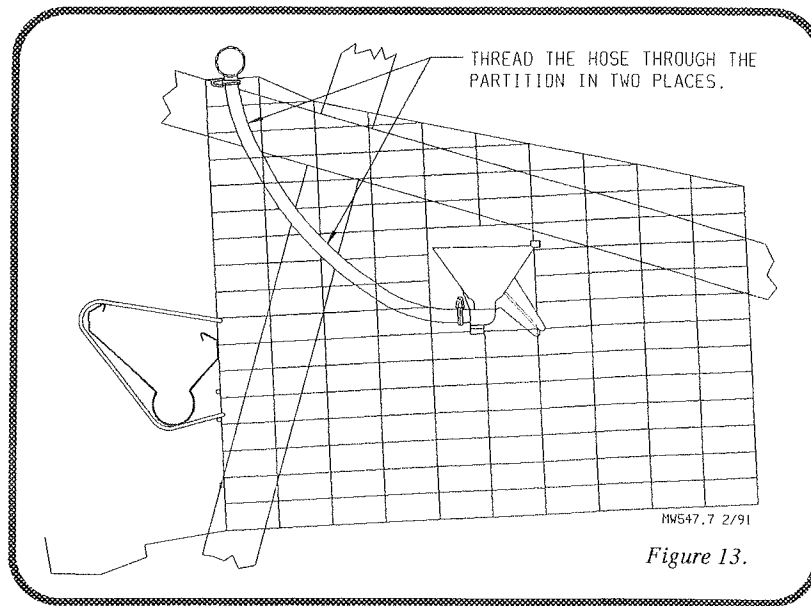 THREAD THE HOSE THROUGH THE
PARTITION IN TWO PLACES.
MW547.7 2/91
Figure 13.